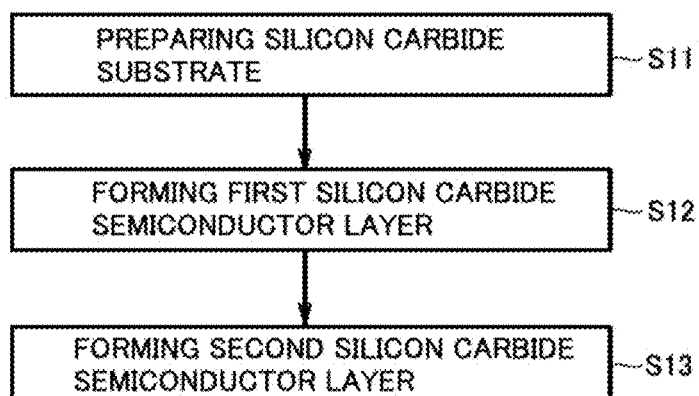 PREPARING SILICON CARBIDE
SUBSTRATE
S11
FORMING FIRST SILICON CARBIDE
SEMICONDUCTOR LAYER
S12
FORMING SECOND SILICON CARBIDE
SEMICONDUCTOR LAYER
S13